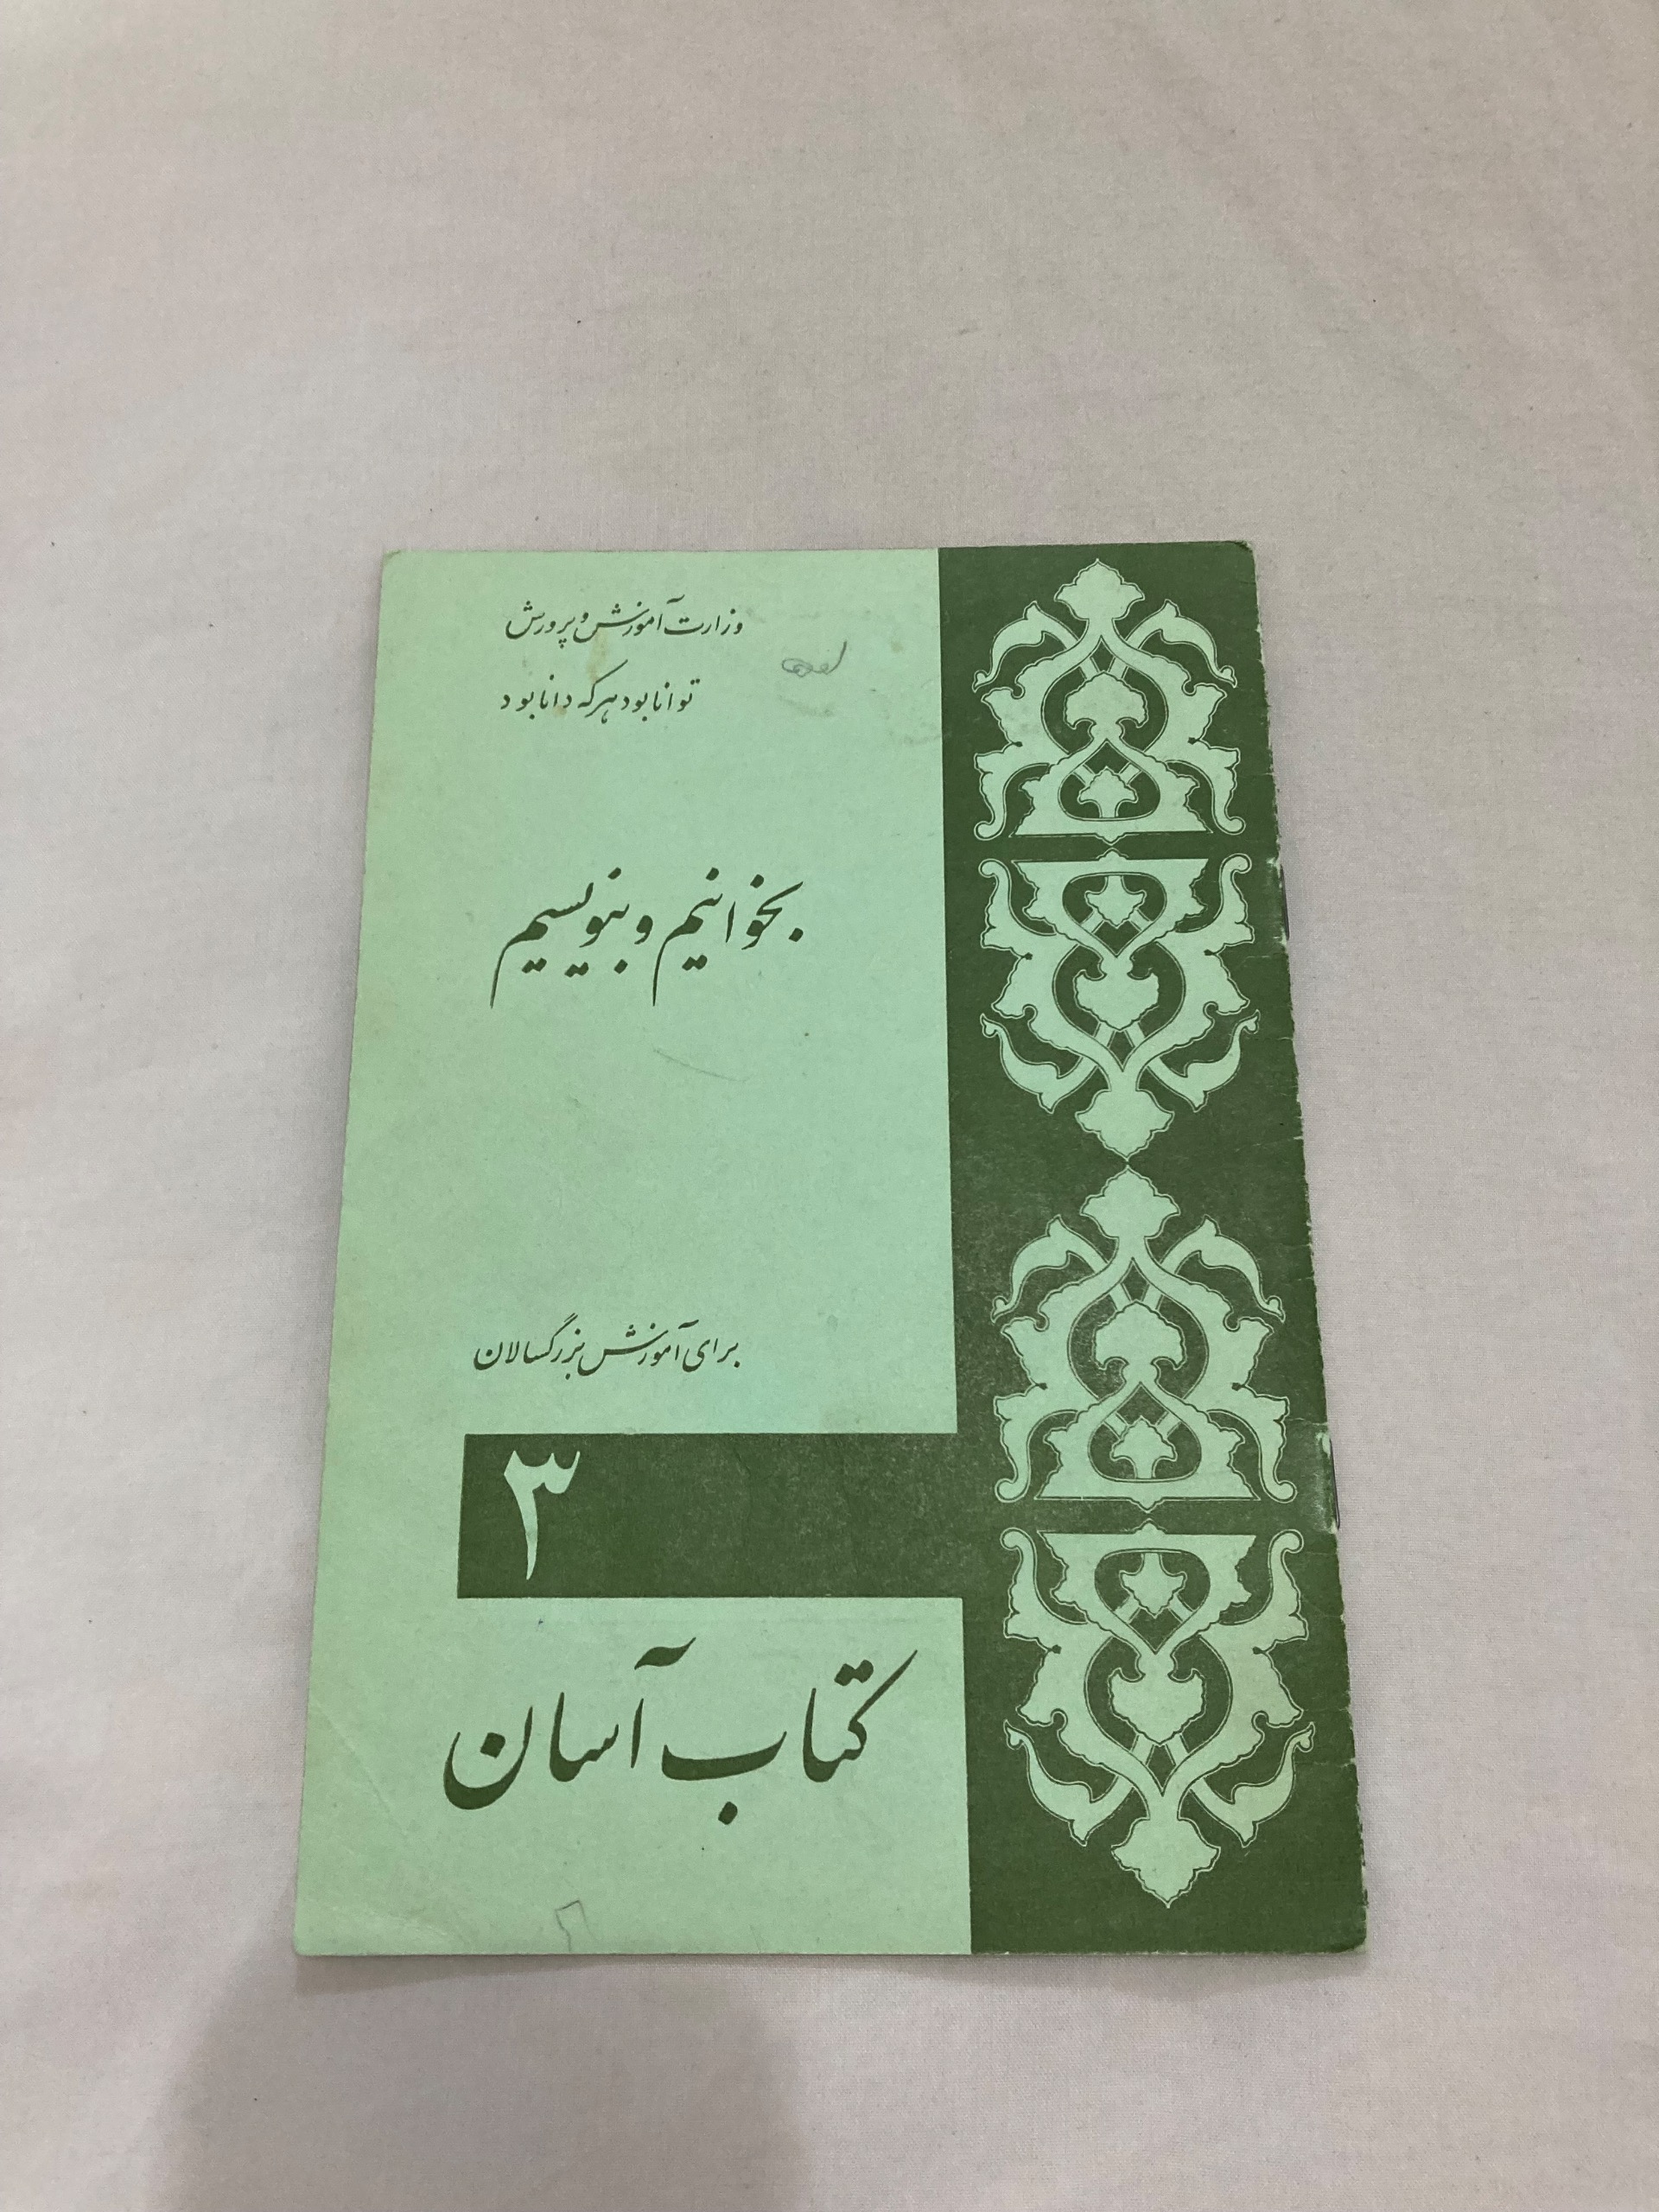 وزارت آموزش و پرورش
توانا بود هر که دانا بود
بخوانیم و بنویسیم
برای آموزش بزرگسالان
۳
کتاب آسان